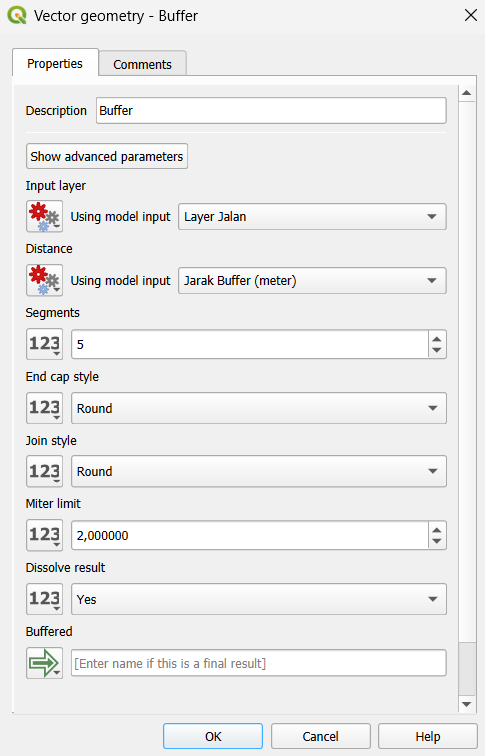 Vector geometry - Buffer
Properties
Comments
Description
Buffer
Show advanced parameters
Input layer
Using model input
Layer Jalan
Distance
Using model input
Jarak Buffer (meter)
Segments
123
5
End cap style
123
Round
Join style
123
Round
Miter limit
123
2,000000
Dissolve result
123
Yes
Buffered
[Enter name if this is a final result]
OK
Cancel
Help